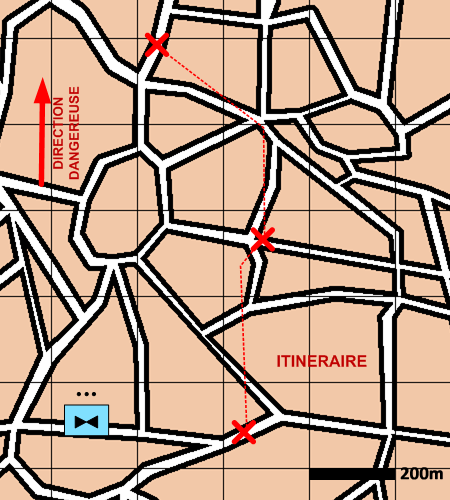 DIRECTION
DANGEREUSE
ITINERAIRE
•••
200m